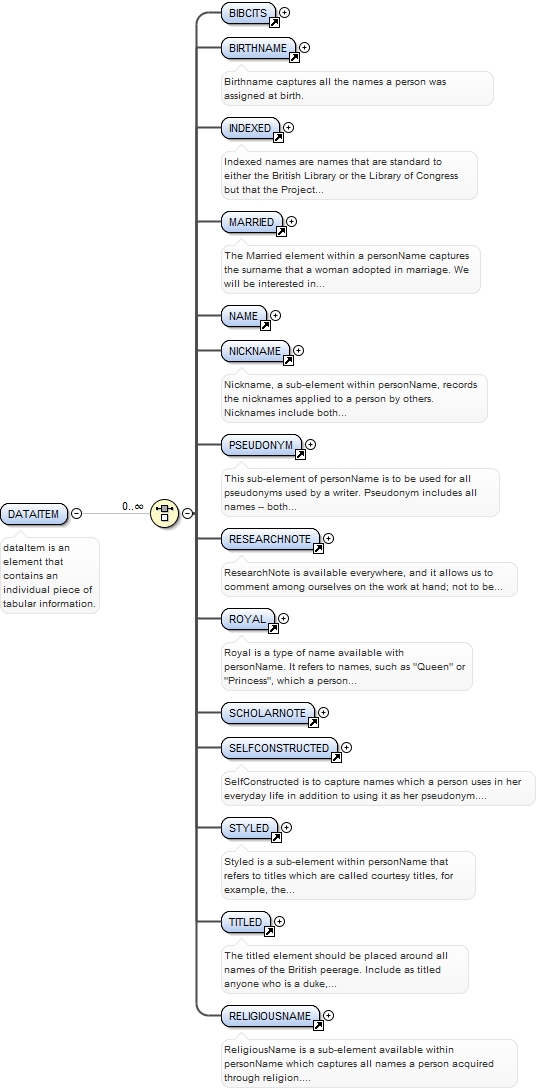 BIBCITS
BIRTHNAME
Birthname captures all the names a person was
assigned at birth.
INDEXED
Indexed names are names that are standard to
either the British Library or the Library of Congress
but that the Project...
MARRIED
The Married element within a personName captures
the surname that a woman adopted in marriage. We
will be interested in...
NAME
NICKNAME
Nickname, a sub-element within personName, records
the nicknames applied to a person by others.
Nicknames include both...
PSEUDONYM
This sub-element of personName is to be used for all
pseudonyms used by a writer. Pseudonym includes all
names -- both...
DATAITEM
0..∞
dataItem is an
element that
contains an
individual piece of
tabular information.
RESEARCHNOTE
ResearchNote is available everywhere, and it allows us to
comment among ourselves on the work at hand; not to be...
ROYAL
Royal is a type of name available with
personName. It refers to names, such as "Queen" or
"Princess", which a person...
SCHOLARNOTE
SELFCONSTRUCTED
SelfConstructed is to capture names which a person uses in her
everyday life in addition to using it as her pseudonym....
STYLED
Styled is a sub-element within personName that
refers to titles which are called courtesy titles, for
example, the...
TITLED
The titled element should be placed around all
names of the British peerage. Include as titled
anyone who is a duke,...
RELIGIOUSNAME
ReligiousName is a sub-element available within
personName which captures all names a person acquired
through religion....